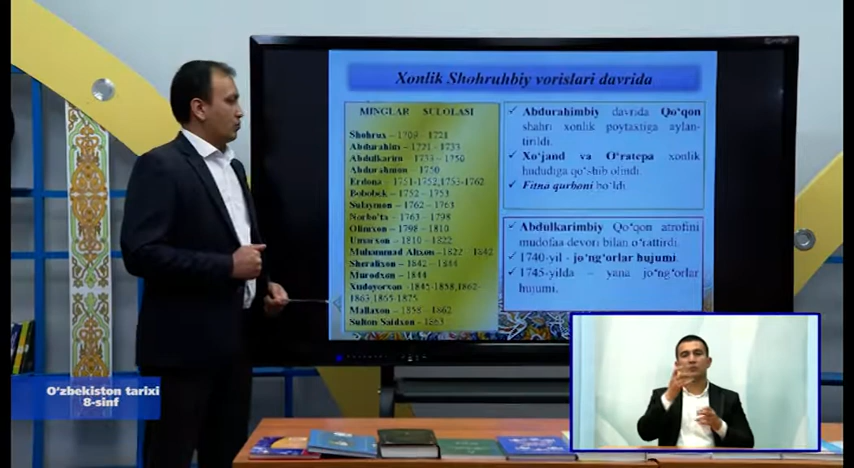 Xonlik Shohruhbiy vorislari davrida
MINGLAR SULOLASI
Shohrux – 1709 – 1721
Abdurahim – 1721 – 1733
Abdulkarim – 1733 – 1750
Abdurahmon – 1750
Erdona – 1751-1752,1753-1762
Bobobek – 1752 – 1753
Sulaymon – 1762 – 1763
Norbo'ta – 1763 – 1798
Olimxon – 1798 – 1810
Umarxon – 1810 – 1822
Muhammad Alixon – 1822 – 1842
Sheralixon – 1842 – 1844
Murodxon – 1844
Xudoyorxon – 1845-1858,1862-
1863,1865-1875
Mallaxon – 1858 – 1862
Sulton Saidxon – 1863
✓ Abdurahimbiy davrida Qo'qon
shahri xonlik poytaxtiga aylan-
tirildi.
✓ Xo'jand va O'ratepa xonlik
hududiga qo'shib olindi.
✓ Fitna qurboni bo'ldi.
✓ Abdulkarimbiy Qo'qon atrofini
mudofaa devori bilan o'rattirdi.
✓ 1740-yil - jo'ng'orlar hujumi.
✓ 1745-yilda – yana jo'ng'orlar
hujumi.
O'zbekiston tarixi
8-sinf